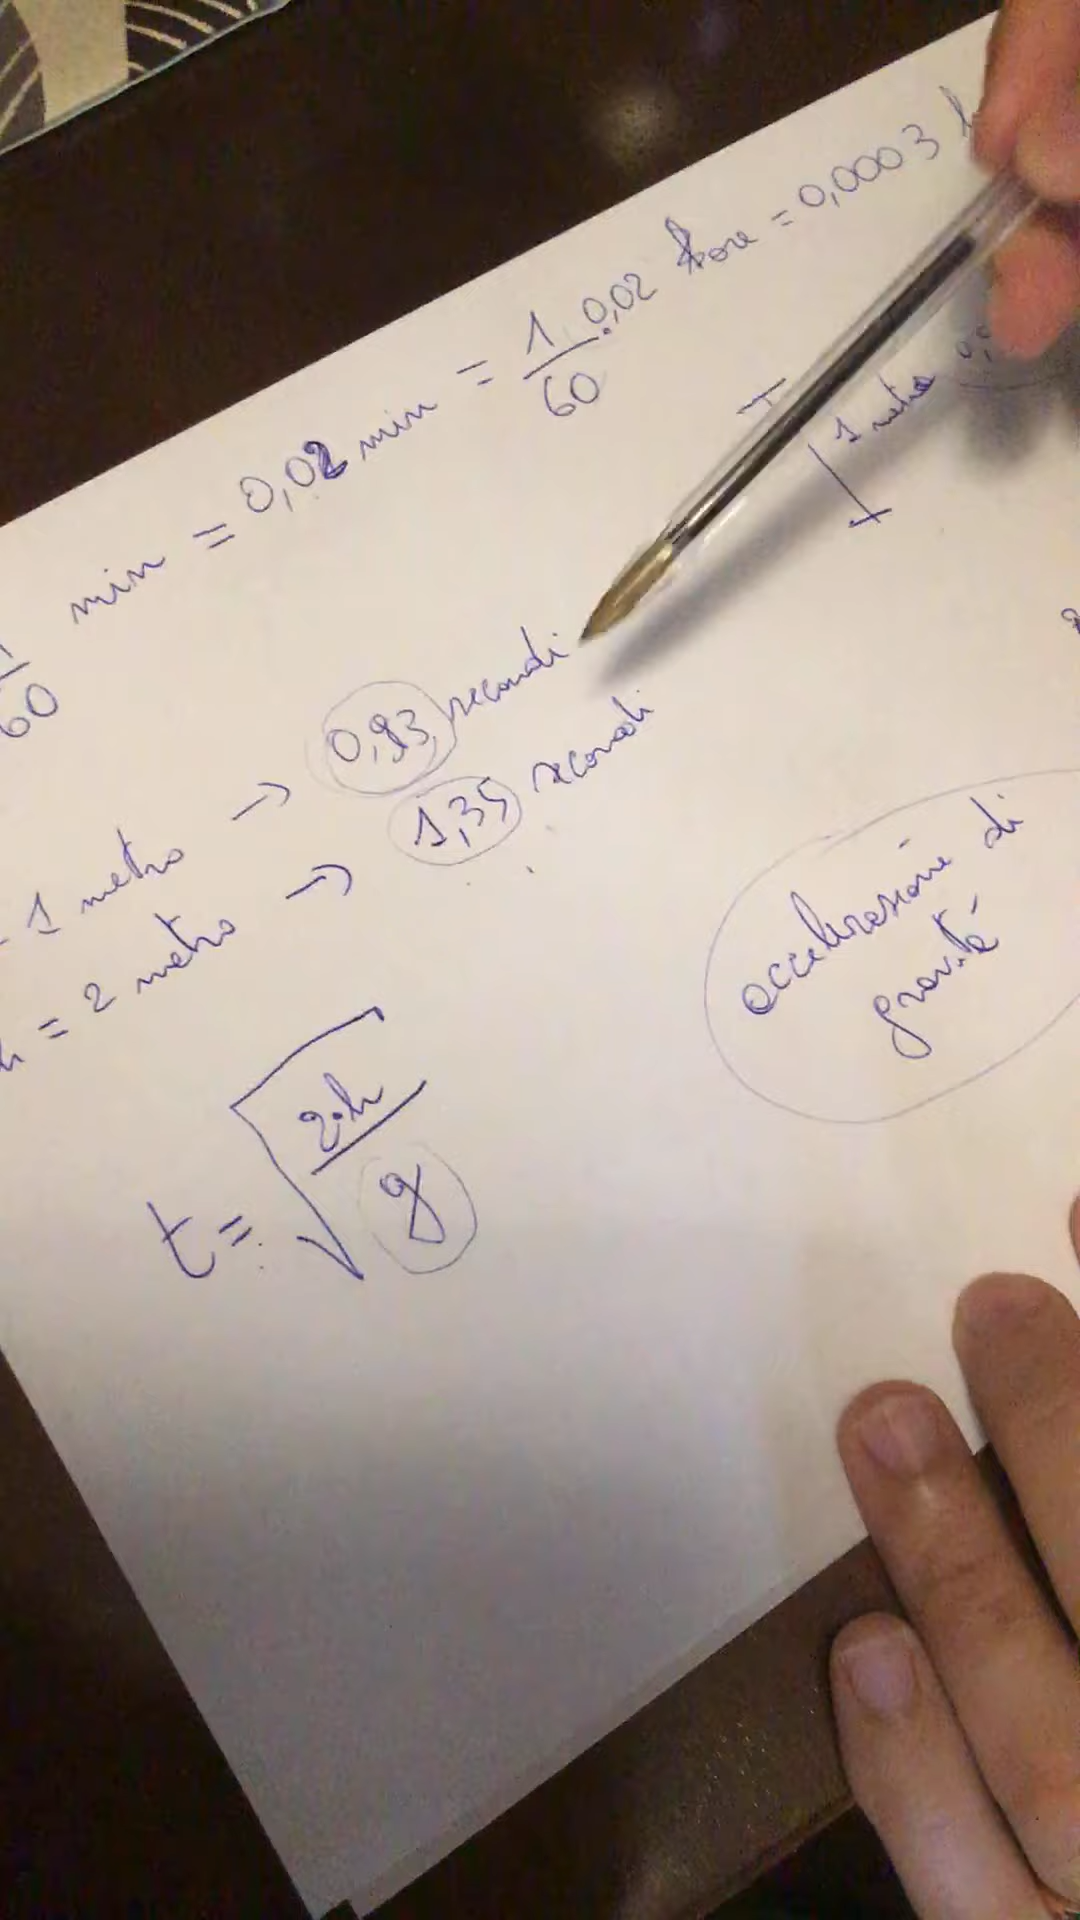 60 min = 0,02 min = 1/60 · 0,02 ore = 0,0003 h
1 metro
1 metro → 0,93 secondi
h = 2 metro → 1,35 secondi
accelerazione di
gravità
t = √(2·h/g)